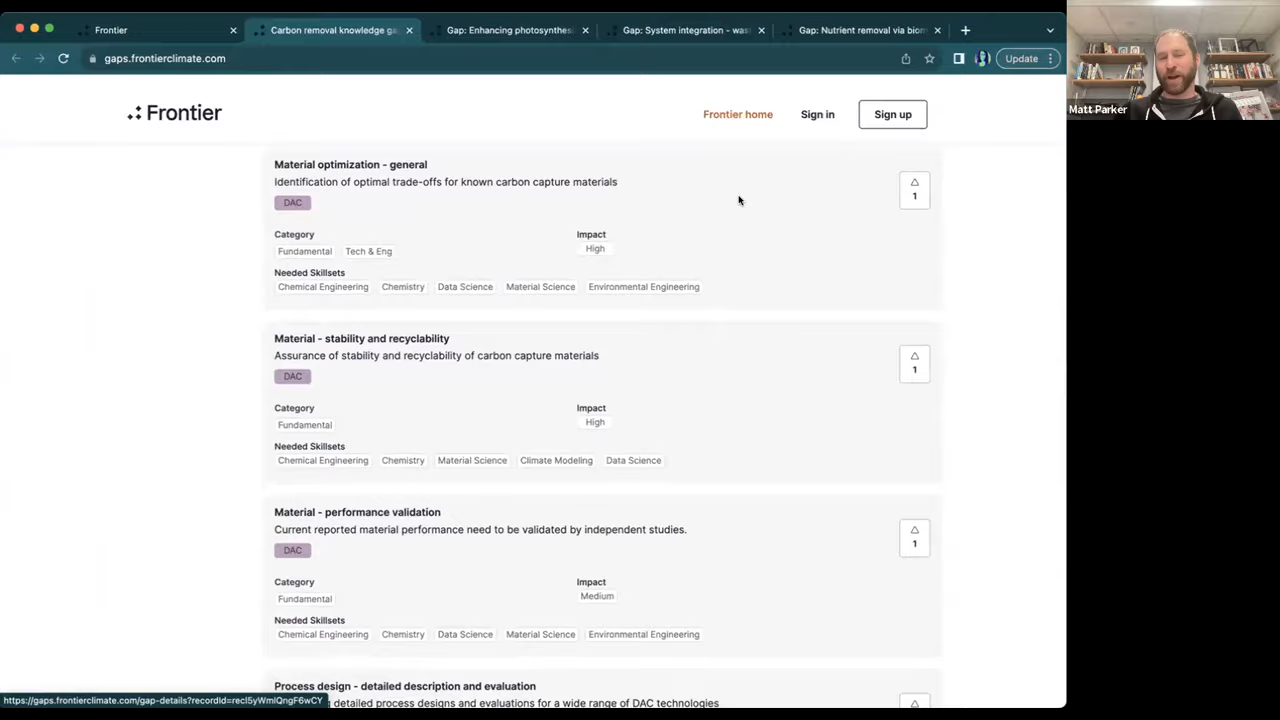 Frontier
Carbon removal knowledge ga
Gap: Enhancing photosynthesi
Gap: System integration - was
Gap: Nutrient removal via bion
gaps.frontierclimate.com
Update
Matt Parker
Frontier
Frontier home
Sign in
Sign up
Material optimization - general
Identification of optimal trade-offs for known carbon capture materials
DAC
1
Category
Impact
Fundamental
Tech & Eng
High
Needed Skillsets
Chemical Engineering
Chemistry
Data Science
Material Science
Environmental Engineering
Material - stability and recyclability
Assurance of stability and recyclability of carbon capture materials
DAC
1
Category
Impact
Fundamental
High
Needed Skillsets
Chemical Engineering
Chemistry
Material Science
Climate Modeling
Data Science
Material - performance validation
Current reported material performance need to be validated by independent studies.
DAC
1
Category
Impact
Fundamental
Medium
Needed Skillsets
Chemical Engineering
Chemistry
Data Science
Material Science
Environmental Engineering
Process design - detailed description and evaluation
detailed process designs and evaluations for a wide range of DAC technologies